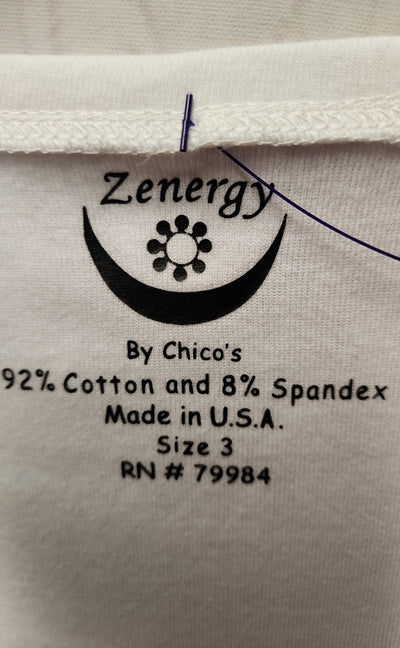 Zenergy
By Chico's
92% Cotton and 8% Spandex
Made in U.S.A.
Size 3
RN # 79984